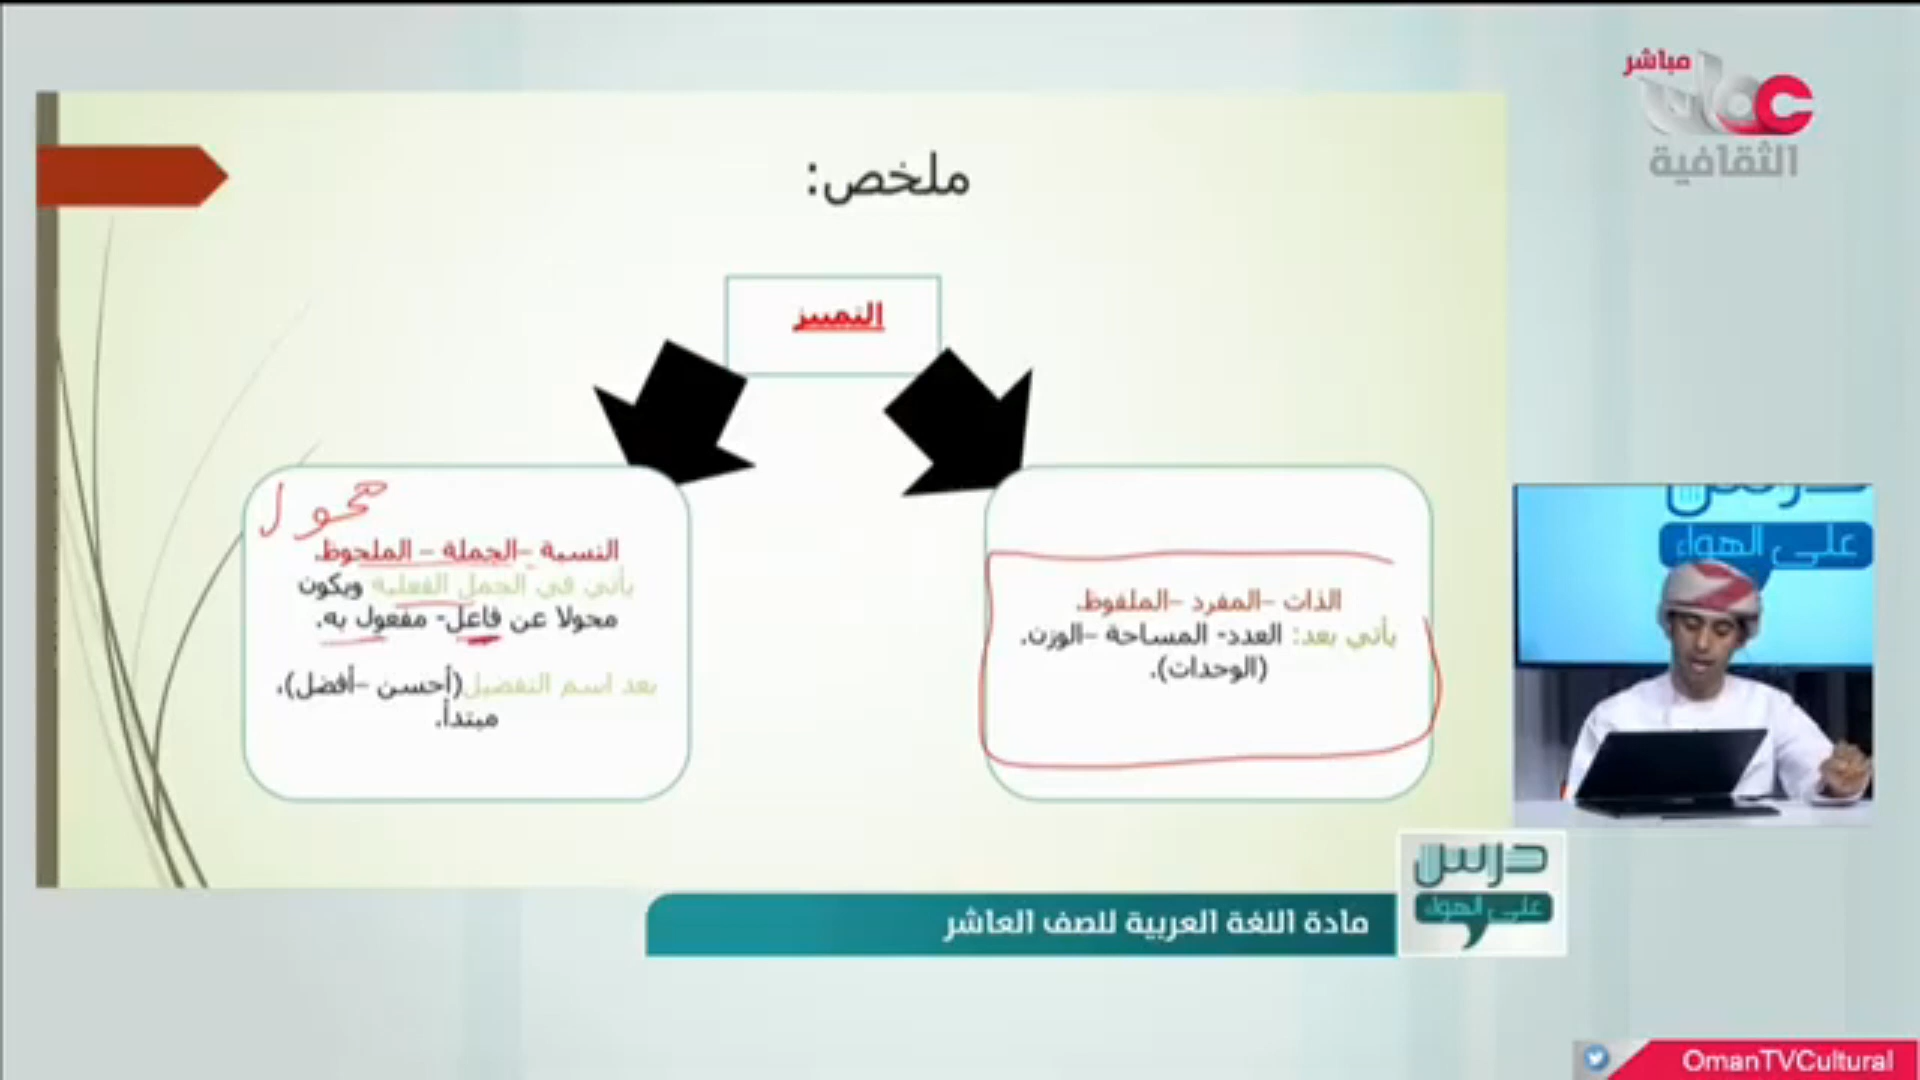 مباشر
عمان
الثقافية
ملخص:
التمييز
الذات –المفرد –الملفوظ.
يأتي بعد: العدد- المساحة –الوزن.
(الوحدات).
محول
النسبة –الجملة – الملحوظ.
يأتي في الجمل الفعلية ويكون
محولا عن فاعل- مفعول به.
بعد اسم التفضيل(أحسن –أفضل)،
مبتدأ.
درس
على الهواء
درس
على الهواء
مادة اللغة العربية للصف العاشر
OmanTVCultural